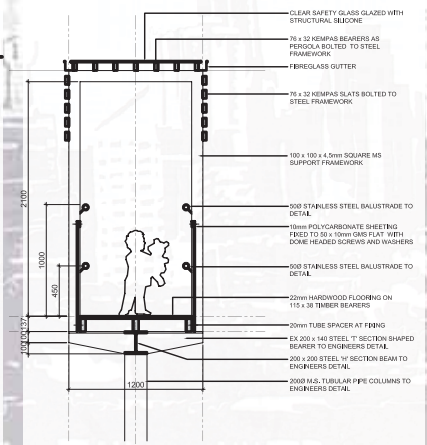 CLEAR SAFETY GLASS GLAZED WITH
STRUCTURAL SILICONE
76 x 32 KEMPAS BEARERS AS
PERGOLA BOLTED TO STEEL
FRAMEWORK
FIBREGLASS GUTTER
76 x 32 KEMPAS SLATS BOLTED TO
STEEL FRAMEWORK
100 x 100 x 4.5mm SQUARE MS
SUPPORT FRAMEWORK
50Ø STAINLESS STEEL BALUSTRADE TO
DETAIL
10mm POLYCARBONATE SHEETING
FIXED TO 50 x 10mm GMS FLAT WITH
DOME HEADED SCREWS AND WASHERS
50Ø STAINLESS STEEL BALUSTRADE TO
DETAIL
22mm HARDWOOD FLOORING ON
115 x 38 TIMBER BEARERS
20mm TUBE SPACER AT FIXING
EX 200 x 140 STEEL 'T' SECTION SHAPED
BEARER TO ENGINEERS DETAIL
200 x 200 STEEL 'H' SECTION BEAM TO
ENGINEERS DETAIL
200Ø M.S. TUBULAR PIPE COLUMNS TO
ENGINEERS DETAIL
2100
1000
450
137
100
100
1200